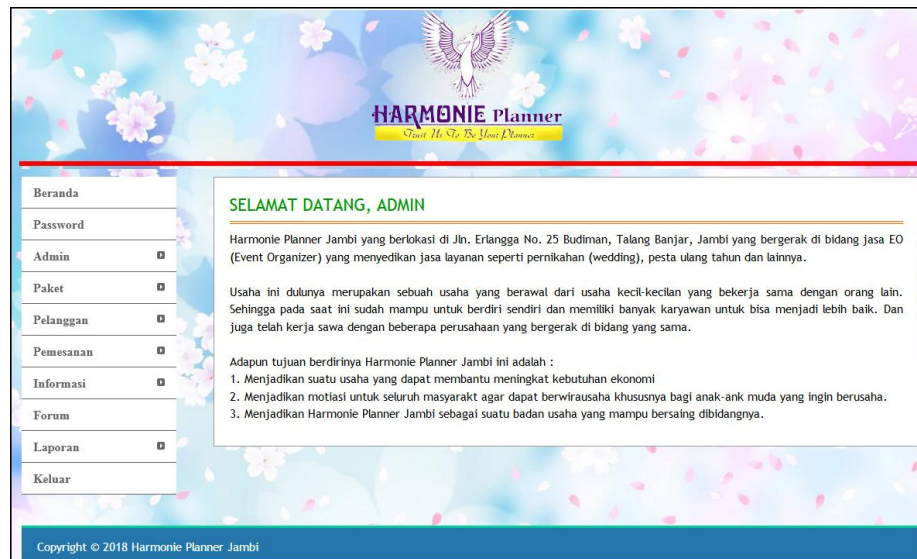 HARMONIE Planner
Trust Us To Be Your Planner
Beranda
Password
Admin
Paket
Pelanggan
Pemesanan
Informasi
Forum
Laporan
Keluar
SELAMAT DATANG, ADMIN
Harmonie Planner Jambi yang berlokasi di Jln. Erlangga No. 25 Budiman, Talang Banjar, Jambi yang bergerak di bidang jasa EO
(Event Organizer) yang menyedikan jasa layanan seperti pernikahan (wedding), pesta ulang tahun dan lainnya.
Usaha ini dulunya merupakan sebuah usaha yang berawal dari usaha kecil-kecilan yang bekerja sama dengan orang lain.
Sehingga pada saat ini sudah mampu untuk berdiri sendiri dan memiliki banyak karyawan untuk bisa menjadi lebih baik. Dan
juga telah kerja sawa dengan beberapa perusahaan yang bergerak di bidang yang sama.
Adapun tujuan berdirinya Harmonie Planner Jambi ini adalah :
1. Menjadikan suatu usaha yang dapat membantu meningkat kebutuhan ekonomi
2. Menjadikan motiasi untuk seluruh masyarakt agar dapat berwirausaha khususnya bagi anak-ank muda yang ingin berusaha.
3. Menjadikan Harmonie Planner Jambi sebagai suatu badan usaha yang mampu bersaing dibidangnya.
Copyright © 2018 Harmonie Planner Jambi